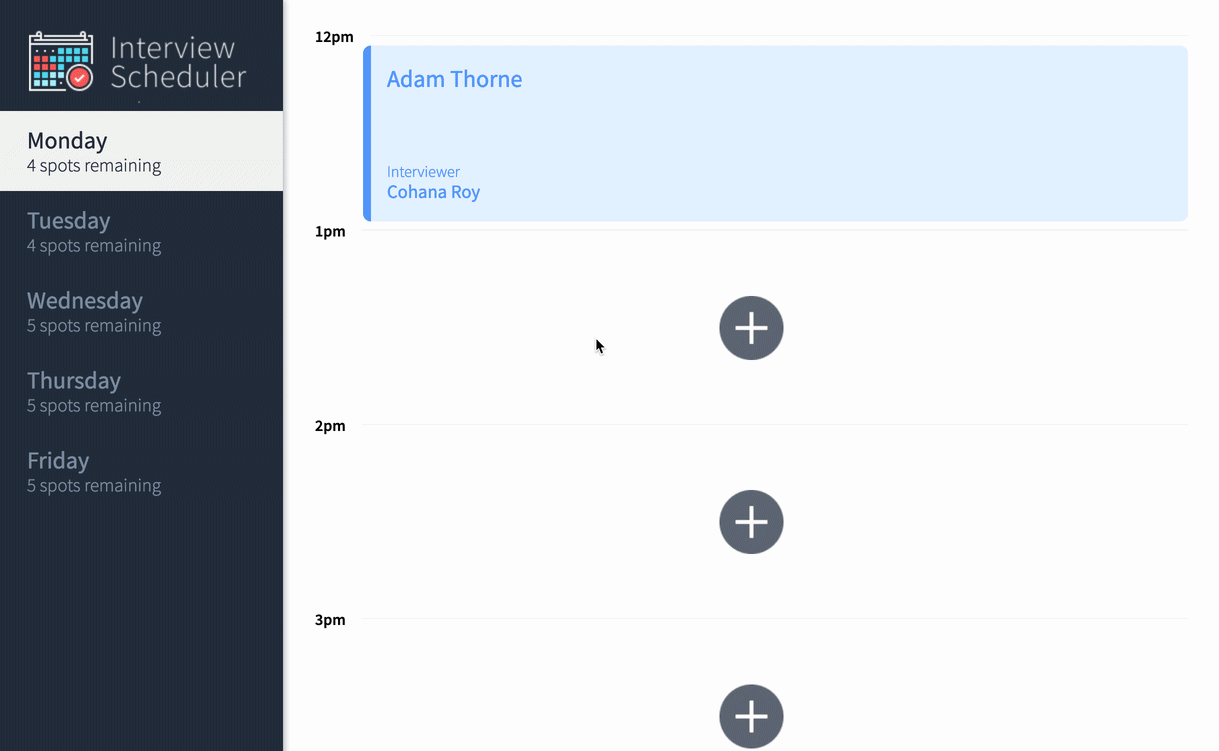 Interview
Scheduler
Monday
4 spots remaining
Tuesday
4 spots remaining
Wednesday
5 spots remaining
Thursday
5 spots remaining
Friday
5 spots remaining
12pm
Adam Thorne
Interviewer
Cohana Roy
1pm
2pm
3pm